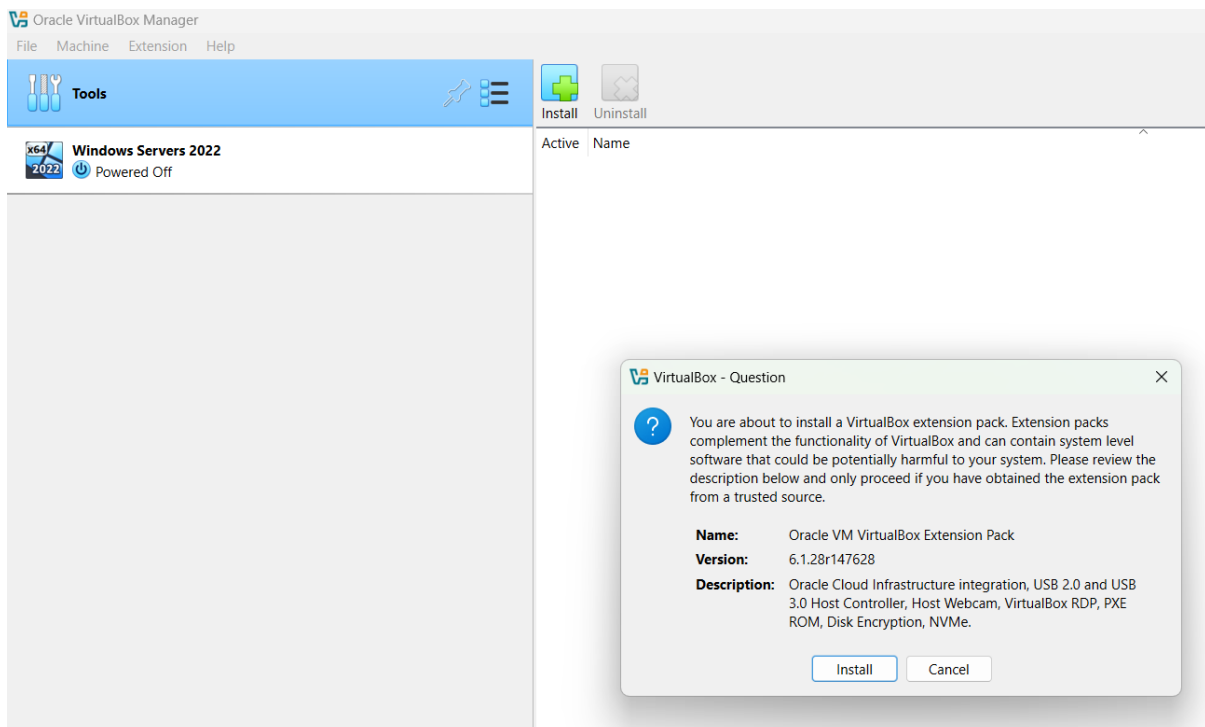 Oracle VirtualBox Manager
File Machine Extension Help
Tools
Install Uninstall
Active Name
x64
2022
Windows Servers 2022
Powered Off
VirtualBox - Question
You are about to install a VirtualBox extension pack. Extension packs
complement the functionality of VirtualBox and can contain system level
software that could be potentially harmful to your system. Please review the
description below and only proceed if you have obtained the extension pack
from a trusted source.
Name: Oracle VM VirtualBox Extension Pack
Version: 6.1.28r147628
Description: Oracle Cloud Infrastructure integration, USB 2.0 and USB
3.0 Host Controller, Host Webcam, VirtualBox RDP, PXE
ROM, Disk Encryption, NVMe.
Install Cancel